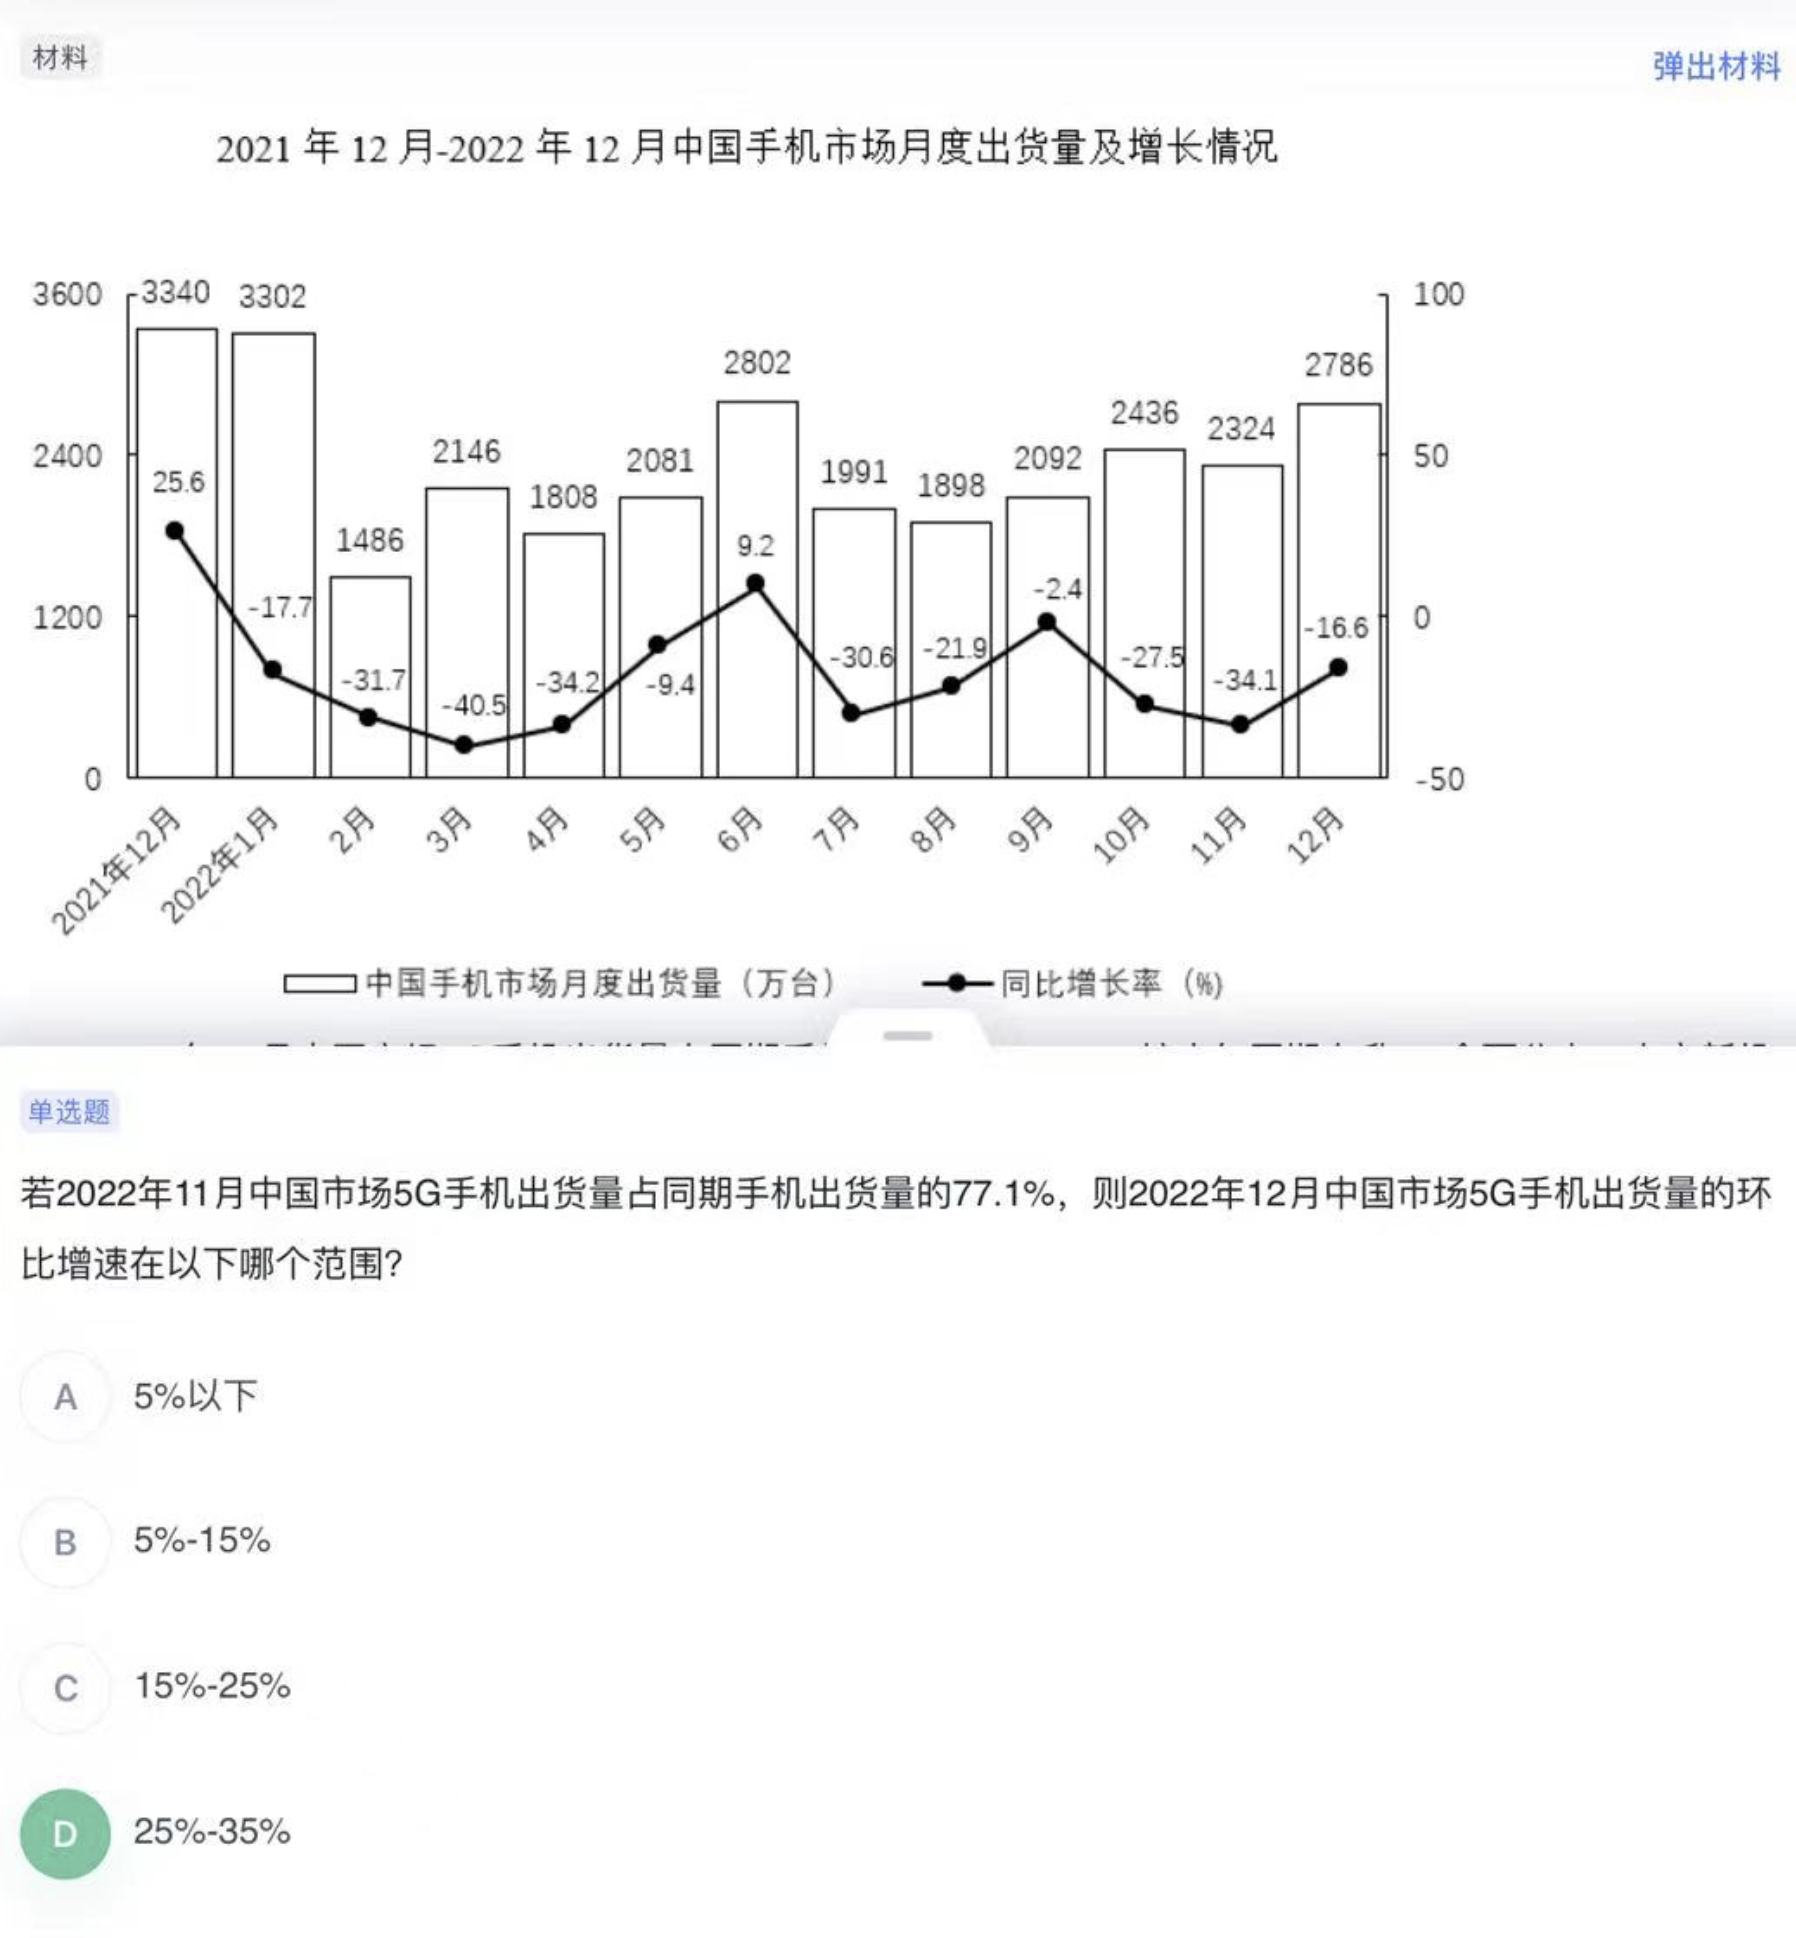 材料
弹出材料
2021 年 12 月-2022 年 12 月中国手机市场月度出货量及增长情况
3600 3340 3302 2802 2786 100
2436
2324
2400 2146 2081 1991 1898 2092 50
25.6 1808
1486 9.2
-17.7 -2.4
1200 -16.6 0
-31.7 -40.5 -34.2 -9.4 -30.6 -21.9 -27.5 -34.1
0 -50
2021年12月 2022年1月 2月 3月 4月 5月 6月 7月 8月 9月 10月 11月 12月
中国手机市场月度出货量（万台） 同比增长率（%)
单选题
若2022年11月中国市场5G手机出货量占同期手机出货量的77.1%，则2022年12月中国市场5G手机出货量的环
比增速在以下哪个范围?
A 5%以下
B 5%-15%
C 15%-25%
D 25%-35%